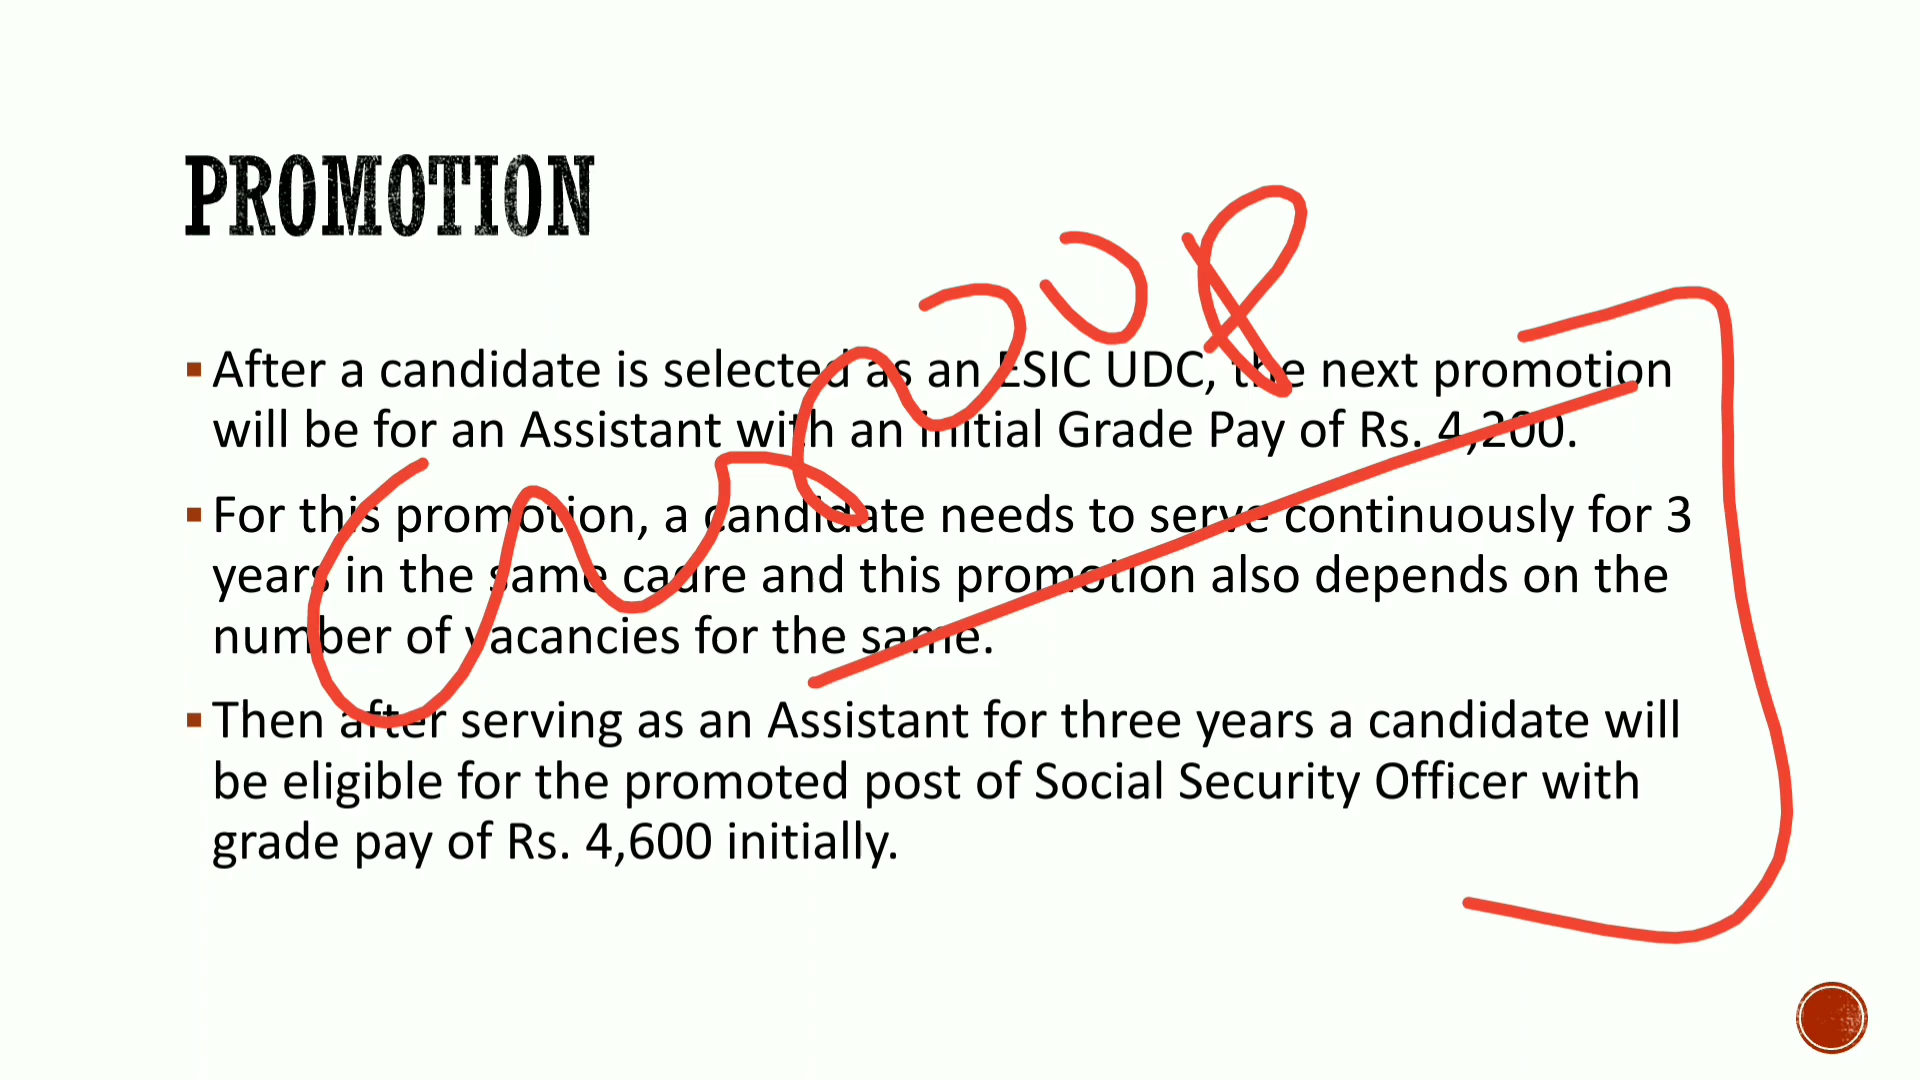 PROMOTION
After a candidate is selected as an ESIC UDC, the next promotion
will be for an Assistant with an initial Grade Pay of Rs. 4,200.
For this promotion, a candidate needs to serve continuously for 3
years in the same cadre and this promotion also depends on the
number of vacancies for the same.
Then after serving as an Assistant for three years a candidate will
be eligible for the promoted post of Social Security Officer with
grade pay of Rs. 4,600 initially.